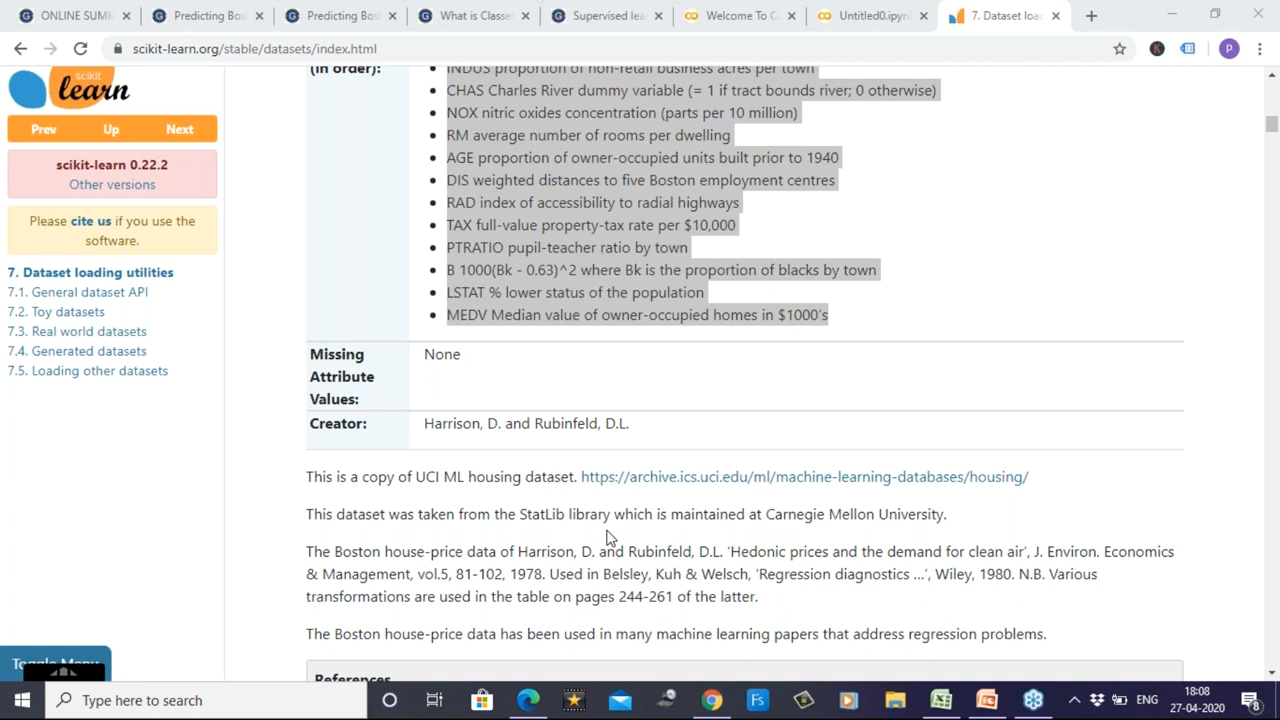 ONLINE SUMM
Predicting Bos
Predicting Bos
What is Classe
Supervised lea
Welcome To C
Untitled0.ipyn
7. Dataset loa
scikit-learn.org/stable/datasets/index.html
P
scikit
learn
Prev Up Next
scikit-learn 0.22.2
Other versions
Please cite us if you use the
software.
7. Dataset loading utilities
7.1. General dataset API
7.2. Toy datasets
7.3. Real world datasets
7.4. Generated datasets
7.5. Loading other datasets
Toggle Menu
(in order):
INDUS proportion of non-retail business acres per town
CHAS Charles River dummy variable (= 1 if tract bounds river; 0 otherwise)
NOX nitric oxides concentration (parts per 10 million)
RM average number of rooms per dwelling
AGE proportion of owner-occupied units built prior to 1940
DIS weighted distances to five Boston employment centres
RAD index of accessibility to radial highways
TAX full-value property-tax rate per $10,000
PTRATIO pupil-teacher ratio by town
B 1000(Bk - 0.63)^2 where Bk is the proportion of blacks by town
LSTAT % lower status of the population
MEDV Median value of owner-occupied homes in $1000's
Missing
Attribute
Values:
None
Creator:
Harrison, D. and Rubinfeld, D.L.
This is a copy of UCI ML housing dataset. https://archive.ics.uci.edu/ml/machine-learning-databases/housing/
This dataset was taken from the StatLib library which is maintained at Carnegie Mellon University.
The Boston house-price data of Harrison, D. and Rubinfeld, D.L. 'Hedonic prices and the demand for clean air', J. Environ. Economics
& Management, vol.5, 81-102, 1978. Used in Belsley, Kuh & Welsch, 'Regression diagnostics …', Wiley, 1980. N.B. Various
transformations are used in the table on pages 244-261 of the latter.
The Boston house-price data has been used in many machine learning papers that address regression problems.
References
Type here to search
Fs
ENG
18:08
27-04-2020
8